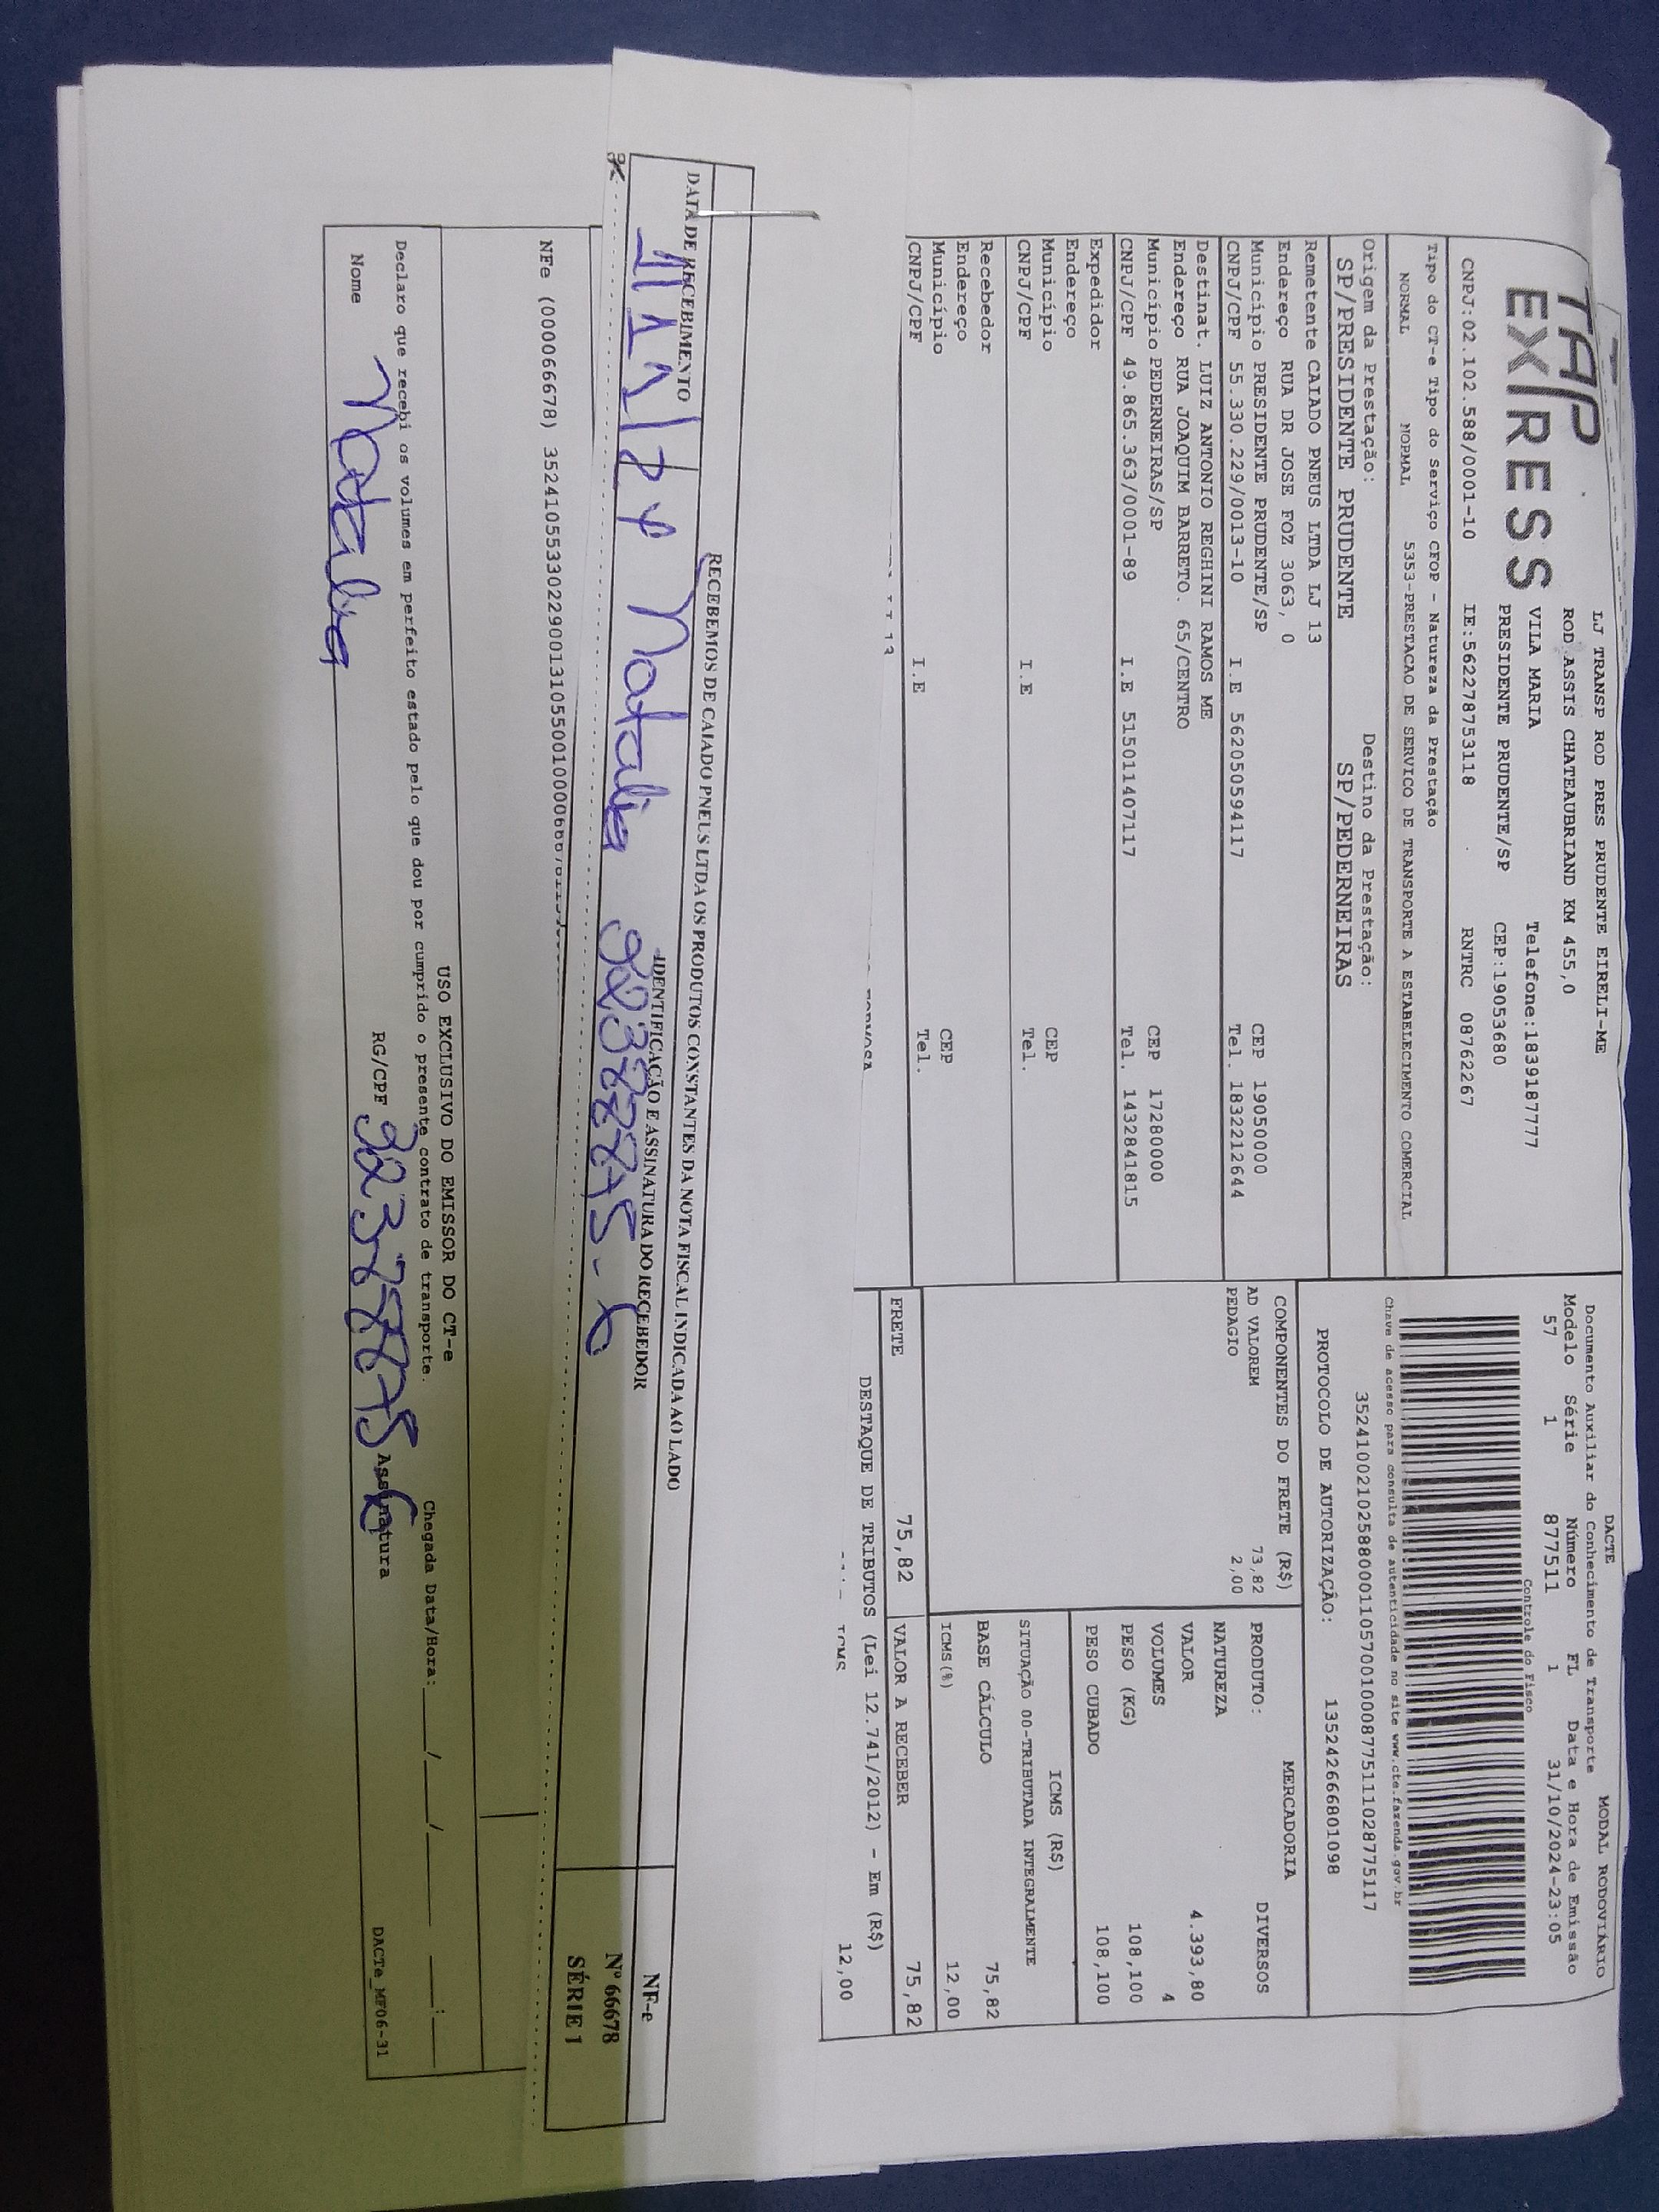 TAP
EXPRESS
LJ TRANSP ROD PRES PRUDENTE EIRELI-ME
ROD ASSIS CHATEAUBRIAND KM 455,0
VILA MARIA Telefone:1839187777
PRESIDENTE PRUDENTE/SP CEP:19053680
CNPJ:02.102.588/0001-10 IE:562278753118 RNTRC 08762267
Tipo do CT-e Tipo do Serviço CFOP - Natureza da Prestação
NORMAL NORMAL 5353-PRESTACAO DE SERVICO DE TRANSPORTE A ESTABELECIMENTO COMERCIAL
Origem da Prestação: Destino da Prestação:
SP/PRESIDENTE PRUDENTE SP/PEDERNEIRAS
Remetente CAIADO PNEUS LTDA LJ 13
Endereço RUA DR JOSE FOZ 3063, 0
Município PRESIDENTE PRUDENTE/SP CEP 19050000
CNPJ/CPF 55.330.229/0013-10 I.E 562050594117 Tel. 1832212644
Destinat. LUIZ ANTONIO REGHINI RAMOS ME
Endereço RUA JOAQUIM BARRETO. 65/CENTRO
Município PEDERNEIRAS/SP CEP 17280000
CNPJ/CPF 49.865.363/0001-89 I.E 515011407117 Tel. 1432841815
Expedidor
Endereço
Município CEP
CNPJ/CPF I.E Tel.
Recebedor
Endereço
Município CEP
CNPJ/CPF I.E Tel.
DACTE MODAL RODOVIÁRIO
Documento Auxiliar do Conhecimento de Transporte
Modelo Série Número FL Data e Hora de Emissão
57 1 877511 1 31/10/2024-23:05
Controle do Fisco
Chave de acesso para consulta de autenticidade no site www.cte.fazenda.gov.br
35241002102588000110570010008775111028775117
PROTOCOLO DE AUTORIZAÇÃO: 135242666801098
COMPONENTES DO FRETE (R$)
AD VALOREM 73,82
PEDAGIO 2,00
MERCADORIA
PRODUTO: DIVERSOS
NATUREZA
VALOR 4.393,80
VOLUMES 4
PESO (KG) 108,100
PESO CUBADO 108,100
ICMS (R$)
SITUAÇÃO 00-TRIBUTADA INTEGRALMENTE
BASE CÁLCULO 75,82
ICMS(%) 12,00
FRETE 75,82 VALOR A RECEBER 75,82
DESTAQUE DE TRIBUTOS (Lei 12.741/2012) - Em (R$)
ICMS 12,00
RECEBEMOS DE CAIADO PNEUS LTDA OS PRODUTOS CONSTANTES DA NOTA FISCAL INDICADA AO LADO
DATA DE RECEBIMENTO IDENTIFICAÇÃO E ASSINATURA DO RECEBEDOR
Natalia
NF-e
Nº 66678
SÉRIE 1
NFe (000066678)
USO EXCLUSIVO DO EMISSOR DO CT-e
Declaro que recebi os volumes em perfeito estado pelo que dou por cumprido o presente contrato de transporte. Chegada Data/Hora: ____/____/____ ___:___
Nome Natalia RG/CPF Assinatura
DACTe_MF06-31